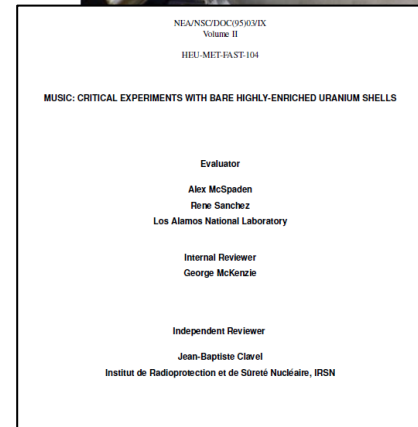 NEA/NSC/DOC(95)03/IX
Volume II
HEU-MET-FAST-104
MUSIC: CRITICAL EXPERIMENTS WITH BARE HIGHLY-ENRICHED URANIUM SHELLS
Evaluator
Alex McSpaden
Rene Sanchez
Los Alamos National Laboratory
Internal Reviewer
George McKenzie
Independent Reviewer
Jean-Baptiste Clavel
Institut de Radioprotection et de Sûreté Nucléaire, IRSN